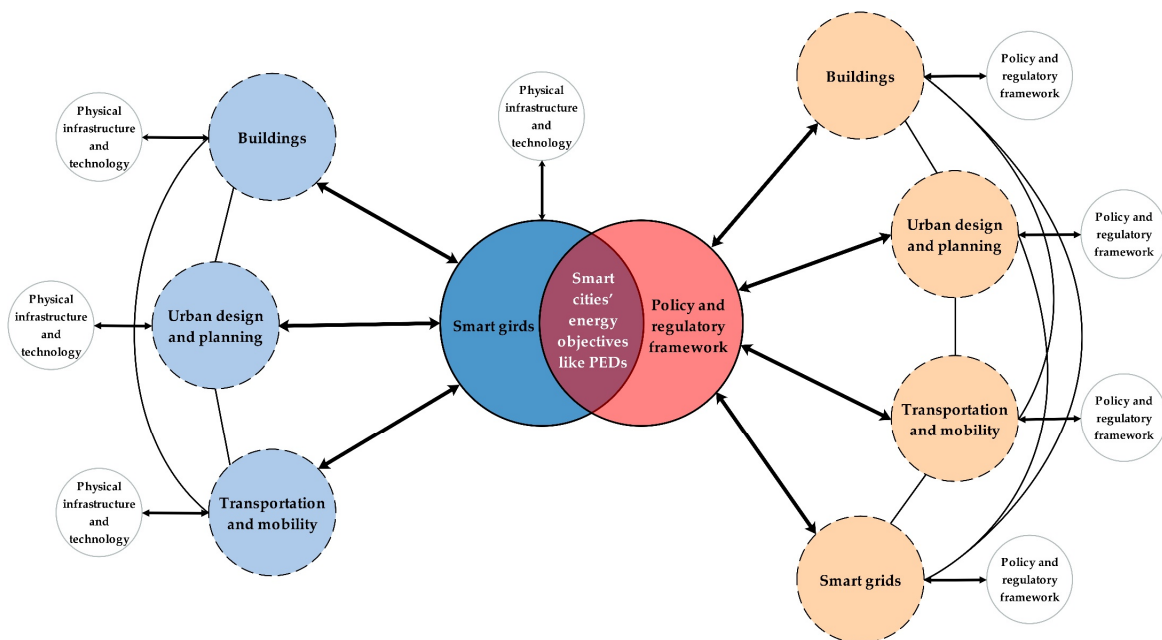 Physical
infrastructure
and
technology
Buildings
Physical
infrastructure
and
technology
Urban design
and planning
Physical
infrastructure
and
technology
Transportation
and mobility
Physical
infrastructure
and
technology
Smart girds
Smart
cities’
energy
objectives
like PEDs
Policy and
regulatory
framework
Buildings
Policy and
regulatory
framework
Urban design
and planning
Policy and
regulatory
framework
Transportation
and mobility
Policy and
regulatory
framework
Smart grids
Policy and
regulatory
framework